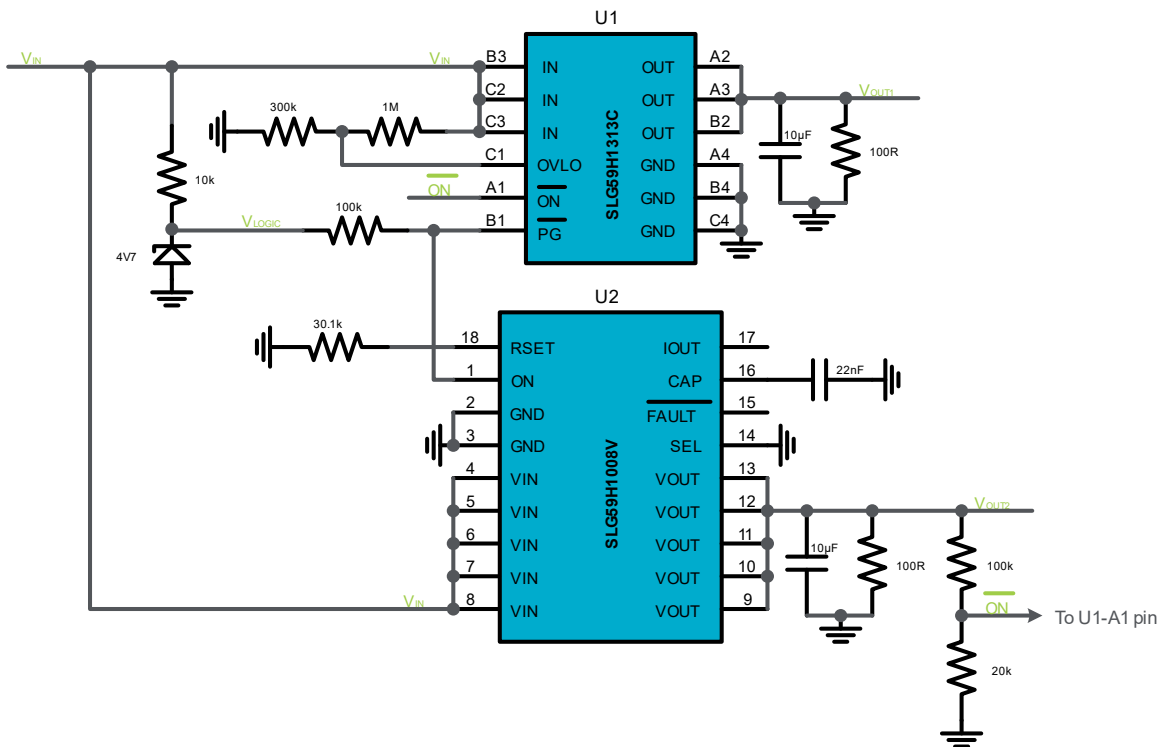 U1
VIN
VIN
B3 IN OUT A2
C2 IN OUT A3
VOUT1
300k 1M
C3 IN OUT B2
10µF
100R
C1 OVLO GND A4
10k
ON
A1 ON GND B4
VLOGIC
100k
B1 PG GND C4
SLG59H1313C
4V7
U2
30.1k
18 RSET IOUT 17
1 ON CAP 16
22nF
2 GND FAULT 15
3 GND SEL 14
4 VIN VOUT 13
5 VIN VOUT 12
VOUT2
6 VIN VOUT 11
10µF
100R
100k
7 VIN VOUT 10
VIN
8 VIN VOUT 9
SLG59H1008V
ON
To U1-A1 pin
20k